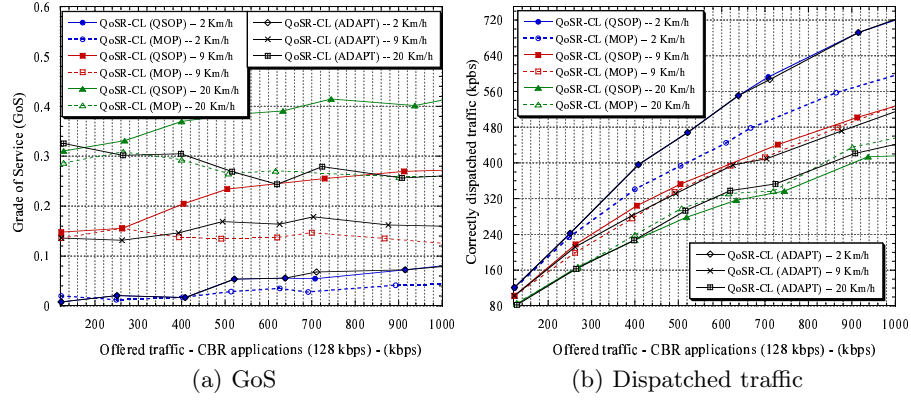 QoSR-CL (QSOP) -- 2 Km/h
QoSR-CL (MOP) -- 2 Km/h
QoSR-CL (QSOP) -- 9 Km/h
QoSR-CL (MOP) -- 9 Km/h
QoSR-CL (QSOP) -- 20 Km/h
QoSR-CL (MOP) -- 20 Km/h
QoSR-CL (ADAPT) -- 2 Km/h
QoSR-CL (ADAPT) -- 9 Km/h
QoSR-CL (ADAPT) -- 20 Km/h
Grade of Service (GoS)
0.6
0.5
0.4
0.3
0.2
0.1
0
200 300 400 500 600 700 800 900 1000
Offered traffic - CBR applications (128 kbps) - (kbps)
(a) GoS
QoSR-CL (QSOP) -- 2 Km/h
QoSR-CL (MOP) -- 2 Km/h
QoSR-CL (QSOP) -- 9 Km/h
QoSR-CL (MOP) -- 9 Km/h
QoSR-CL (QSOP) -- 20 Km/h
QoSR-CL (MOP) -- 20 Km/h
Correctly dispatched traffic (kpbs)
720
640
560
480
400
320
240
160
80
QoSR-CL (ADAPT) -- 2 Km/h
QoSR-CL (ADAPT) -- 9 Km/h
QoSR-CL (ADAPT) -- 20 Km/h
200 300 400 500 600 700 800 900 1000
Offered traffic - CBR applications (128 kbps) - (kbps)
(b) Dispatched traffic